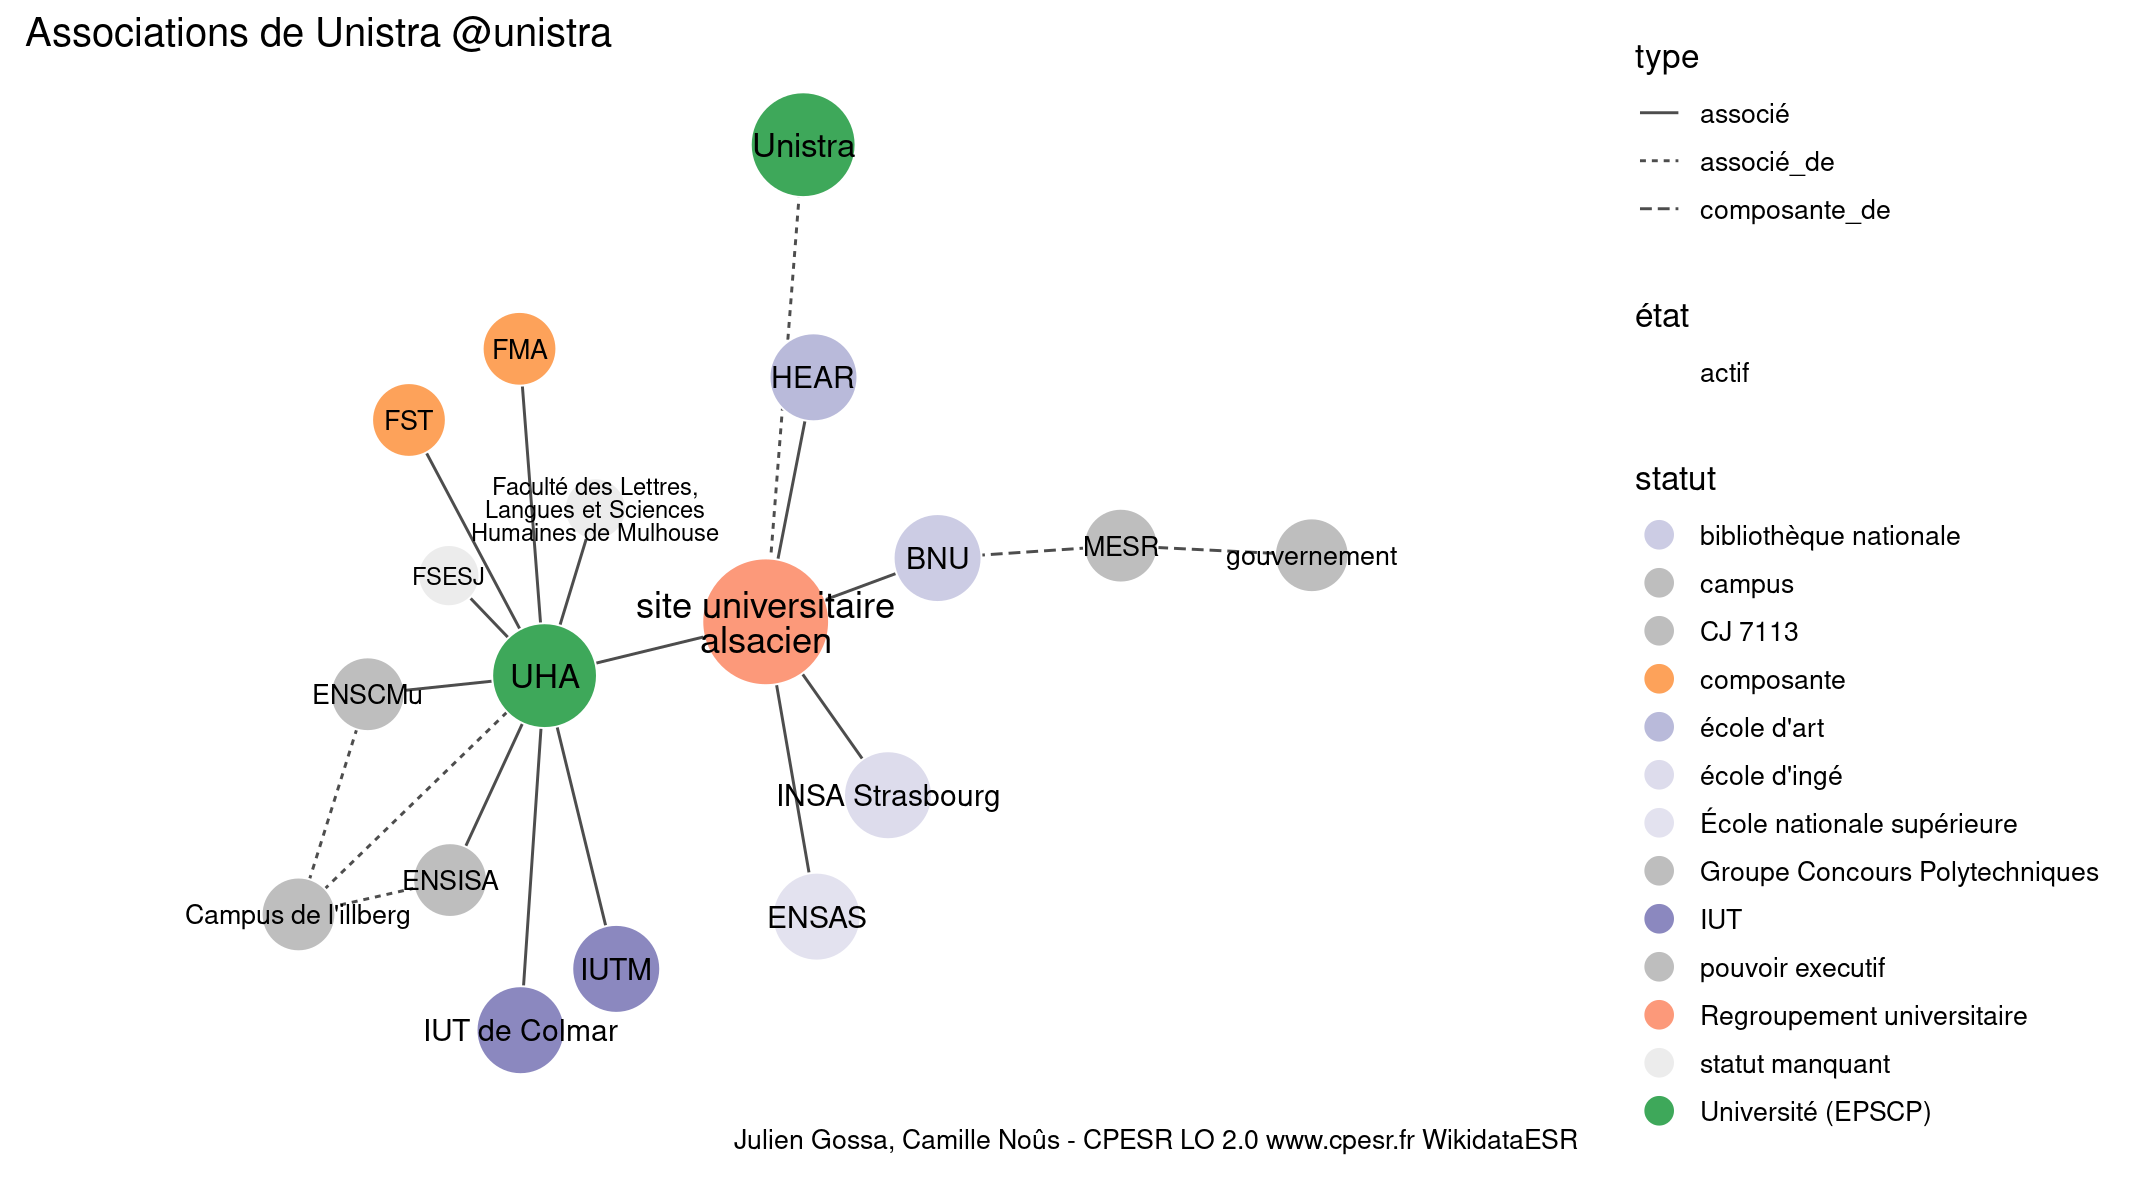 Associations de Unistra @unistra
Unistra
FMA
HEAR
FST
Faculté des Lettres,
Langues et Sciences
Humaines de Mulhouse
FSESJ
BNU
MESR
gouvernement
site universitaire
alsacien
UHA
ENSCMu
INSA Strasbourg
ENSISA
Campus de l'illberg
ENSAS
IUTM
IUT de Colmar
type
associé
associé_de
composante_de
état
actif
statut
bibliothèque nationale
campus
CJ 7113
composante
école d'art
école d'ingé
École nationale supérieure
Groupe Concours Polytechniques
IUT
pouvoir executif
Regroupement universitaire
statut manquant
Université (EPSCP)
Julien Gossa, Camille Noûs - CPESR LO 2.0 www.cpesr.fr WikidataESR